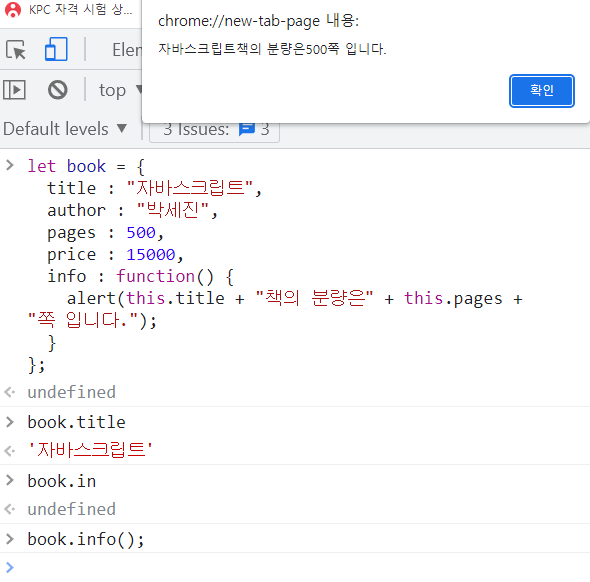 KPC 자격 시험 상...
chrome://new-tab-page 내용:
자바스크립트책의 분량은500쪽 입니다.
확인
Elen
top ▼
Default levels ▼
3 Issues: 3
let book = {
title : "자바스크립트",
author : "박세진",
pages : 500,
price : 15000,
info : function() {
alert(this.title + "책의 분량은" + this.pages +
"쪽 입니다.");
}
};
undefined
book.title
'자바스크립트'
book.in
undefined
book.info();